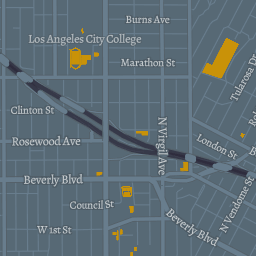 Burns Ave
Los Angeles City College
Marathon St
Tularosa Dr
Clinton St
N Virgil Ave
Rosewood Ave
London St
Beverly Blvd
Council St
N Vendome St
Beverly Blvd
W 1st St